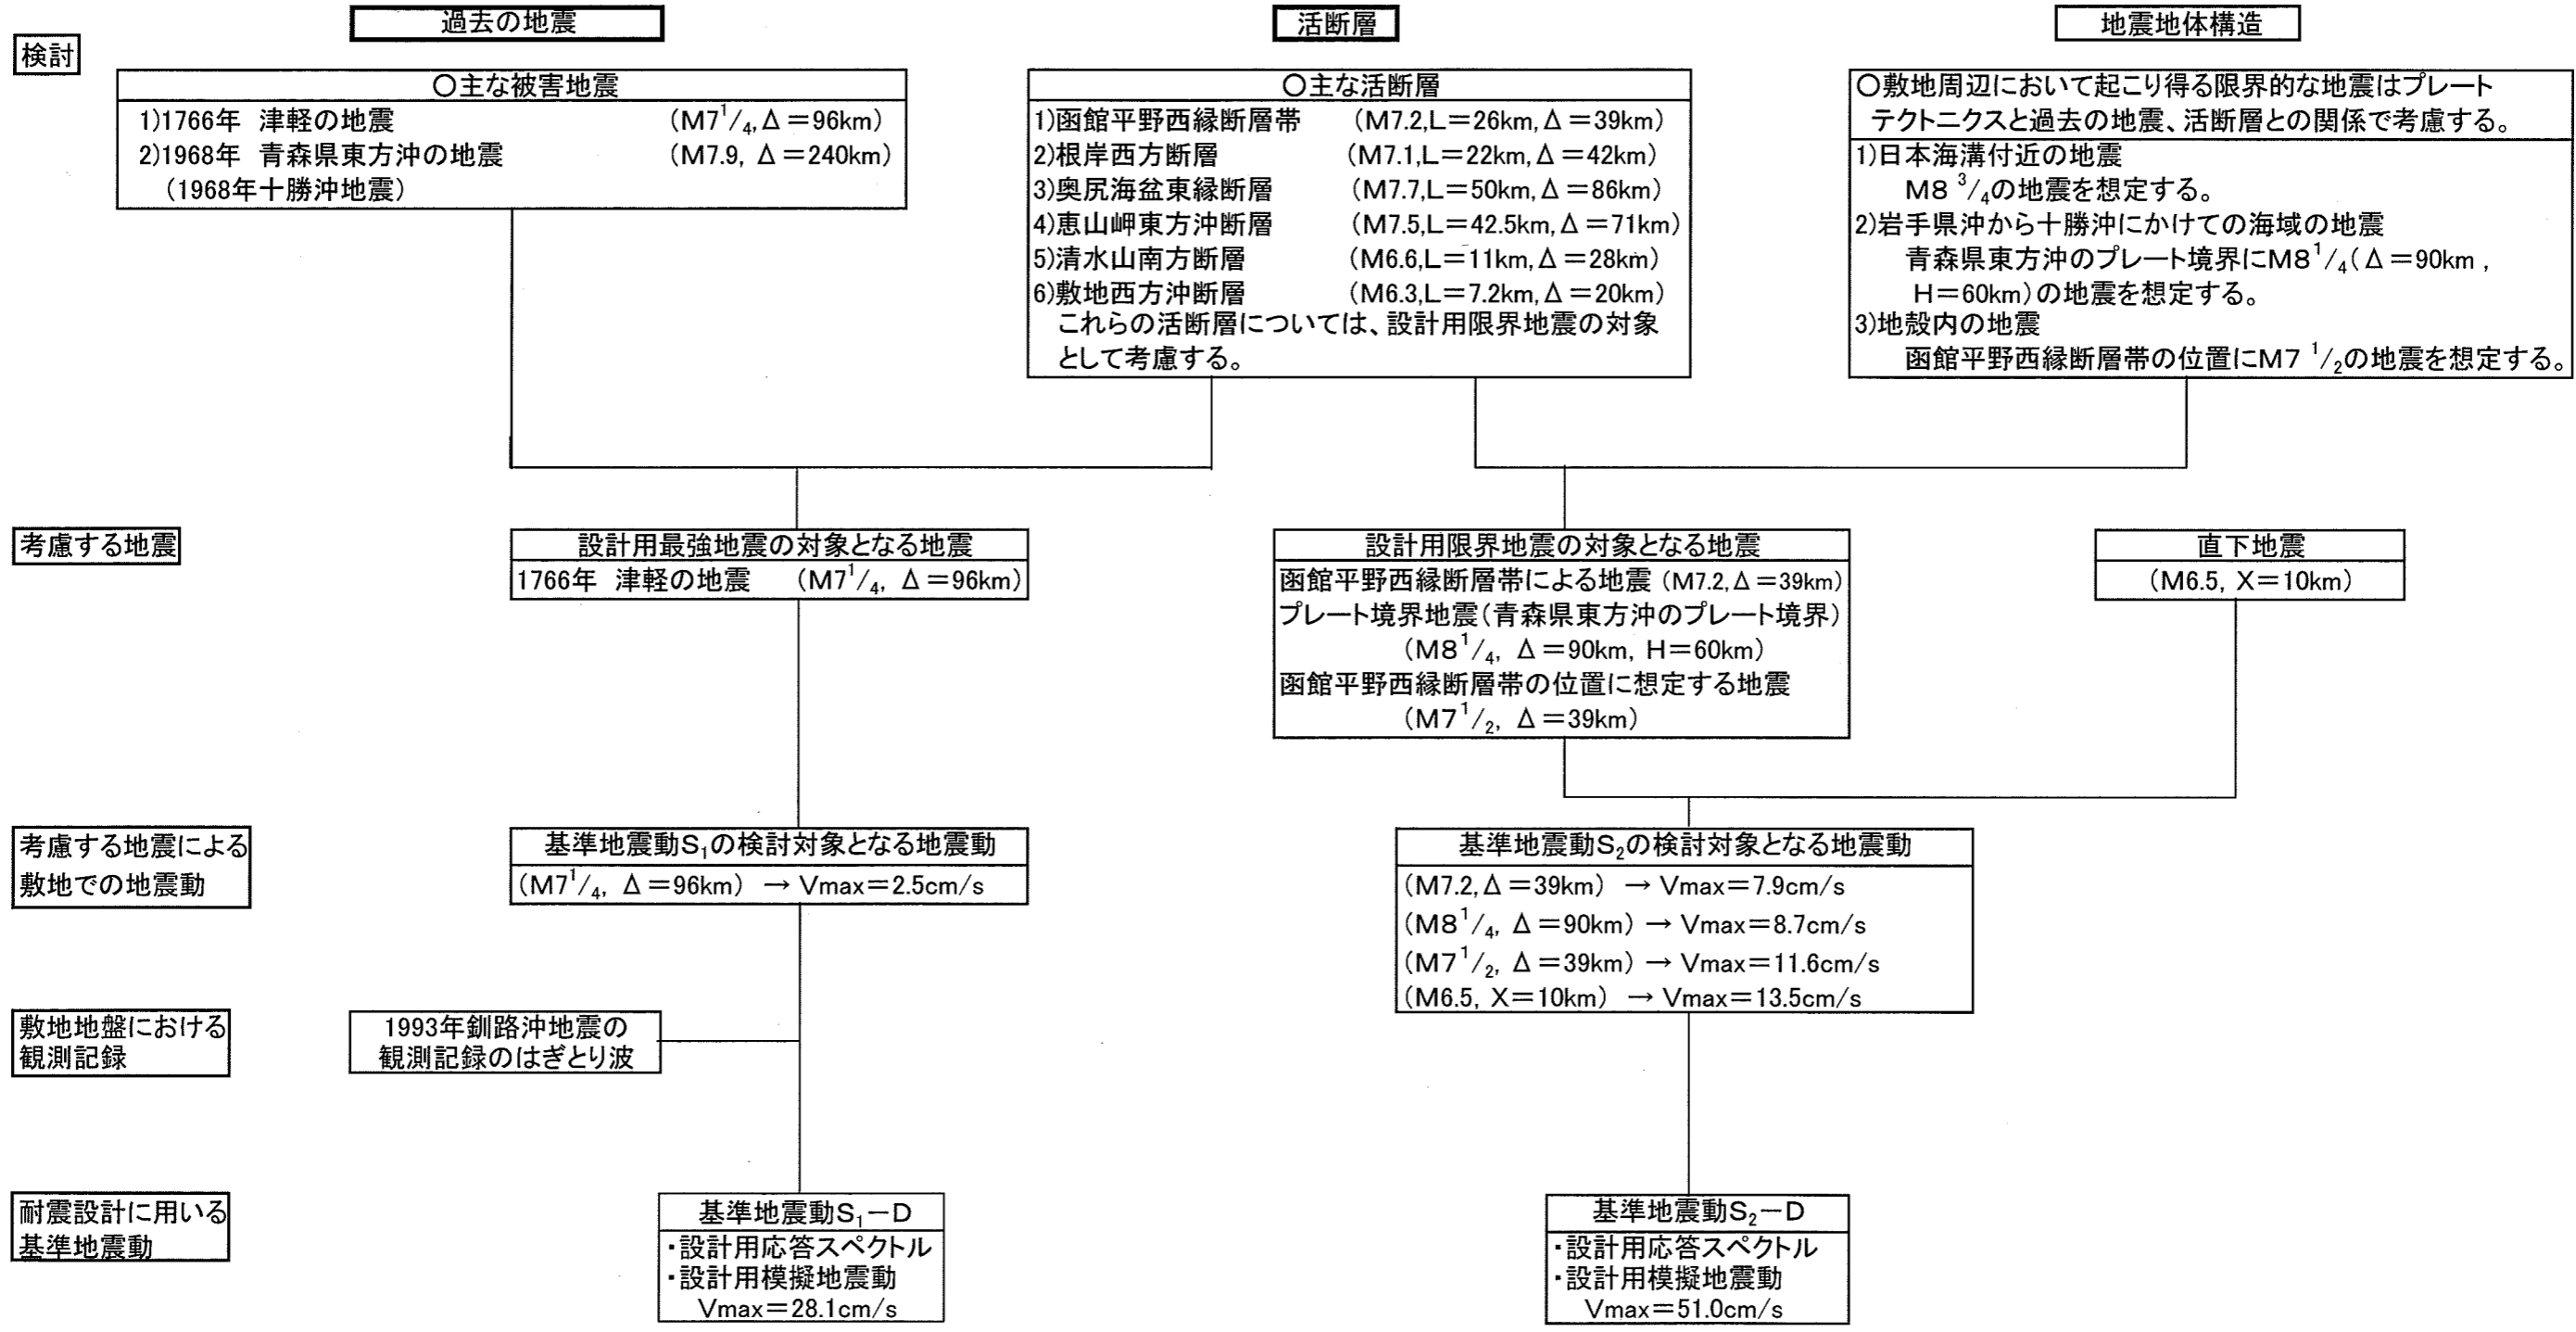 検討
過去の地震
○主な被害地震
1)1766年 津軽の地震 (M7 1/4, Δ=96km)
2)1968年 青森県東方沖の地震 (M7.9, Δ=240km)
(1968年十勝沖地震)
活断層
○主な活断層
1)函館平野西縁断層帯 (M7.2,L=26km,Δ=39km)
2)根岸西方断層 (M7.1,L=22km,Δ=42km)
3)奥尻海盆東縁断層 (M7.7,L=50km,Δ=86km)
4)恵山岬東方沖断層 (M7.5,L=42.5km,Δ=71km)
5)清水山南方断層 (M6.6,L=11km,Δ=28km)
6)敷地西方沖断層 (M6.3,L=7.2km,Δ=20km)
これらの活断層については、設計用限界地震の対象
として考慮する。
地震地体構造
○敷地周辺において起こり得る限界的な地震はプレート
テクトニクスと過去の地震、活断層との関係で考慮する。
1)日本海溝付近の地震
M8 3/4の地震を想定する。
2)岩手県沖から十勝沖にかけての海域の地震
青森県東方沖のプレート境界にM8 1/4(Δ=90km ,
H=60km)の地震を想定する。
3)地殻内の地震
函館平野西縁断層帯の位置にM7 1/2の地震を想定する。
考慮する地震
設計用最強地震の対象となる地震
1766年 津軽の地震 (M7 1/4, Δ=96km)
設計用限界地震の対象となる地震
函館平野西縁断層帯による地震 (M7.2,Δ=39km)
プレート境界地震(青森県東方沖のプレート境界)
(M8 1/4, Δ=90km, H=60km)
函館平野西縁断層帯の位置に想定する地震
(M7 1/2, Δ=39km)
直下地震
(M6.5, X=10km)
考慮する地震による
敷地での地震動
基準地震動S1の検討対象となる地震動
(M7 1/4, Δ=96km) → Vmax=2.5cm/s
基準地震動S2の検討対象となる地震動
(M7.2,Δ=39km) → Vmax=7.9cm/s
(M8 1/4, Δ=90km) → Vmax=8.7cm/s
(M7 1/2, Δ=39km) → Vmax=11.6cm/s
(M6.5, X=10km) → Vmax=13.5cm/s
敷地地盤における
観測記録
1993年釧路沖地震の
観測記録のはぎとり波
耐震設計に用いる
基準地震動
基準地震動S1-D
・設計用応答スペクトル
・設計用模擬地震動
Vmax=28.1cm/s
基準地震動S2-D
・設計用応答スペクトル
・設計用模擬地震動
Vmax=51.0cm/s